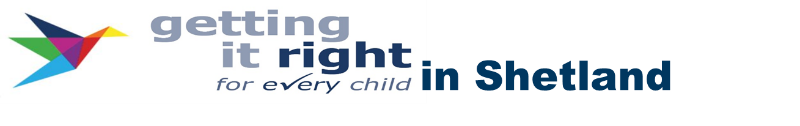 getting
it right
for every child in Shetland